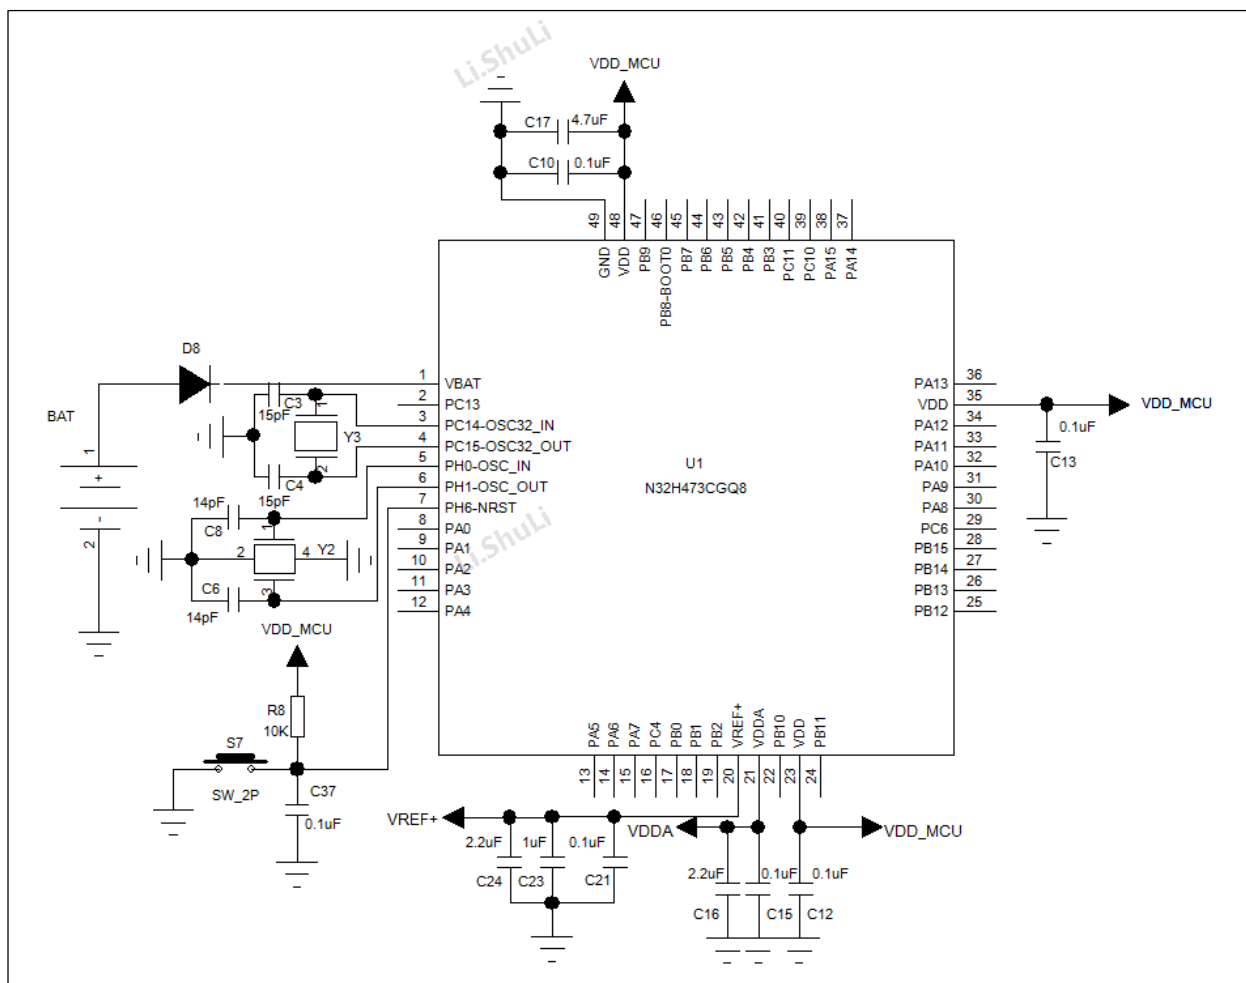 Li.ShuLi
VDD_MCU
C17 4.7uF
C10 0.1uF
49 48 47 46 45 44 43 42 41 40 39 38 37
GND VDD PB9 PB8-BOOT0 PB7 PB6 PB5 PB4 PB3 PC11 PC10 PA15 PA14
D8
BAT
1
+
-
2
1 VBAT
2 PC13
3 PC14-OSC32_IN
4 PC15-OSC32_OUT
5 PH0-OSC_IN
6 PH1-OSC_OUT
7 PH6-NRST
8 PA0
9 PA1
10 PA2
11 PA3
12 PA4
C3
15pF
1
Y3
2
C4
15pF
14pF
C8
1
2 4 Y2
3
C6
14pF
U1
N32H473CGQ8
Li.ShuLi
PA13 36
VDD 35
PA12 34
PA11 33
PA10 32
PA9 31
PA8 30
PC6 29
PB15 28
PB14 27
PB13 26
PB12 25
VDD_MCU
0.1uF
C13
VDD_MCU
R8
10K
S7
SW_2P
C37
0.1uF
PA5 PA6 PA7 PC4 PB0 PB1 PB2 VREF+ VDDA PB10 VDD PB11
13 14 15 16 17 18 19 20 21 22 23 24
VREF+
2.2uF 1uF 0.1uF
C24 C23 C21
VDDA
VDD_MCU
2.2uF 0.1uF 0.1uF
C16 C15 C12